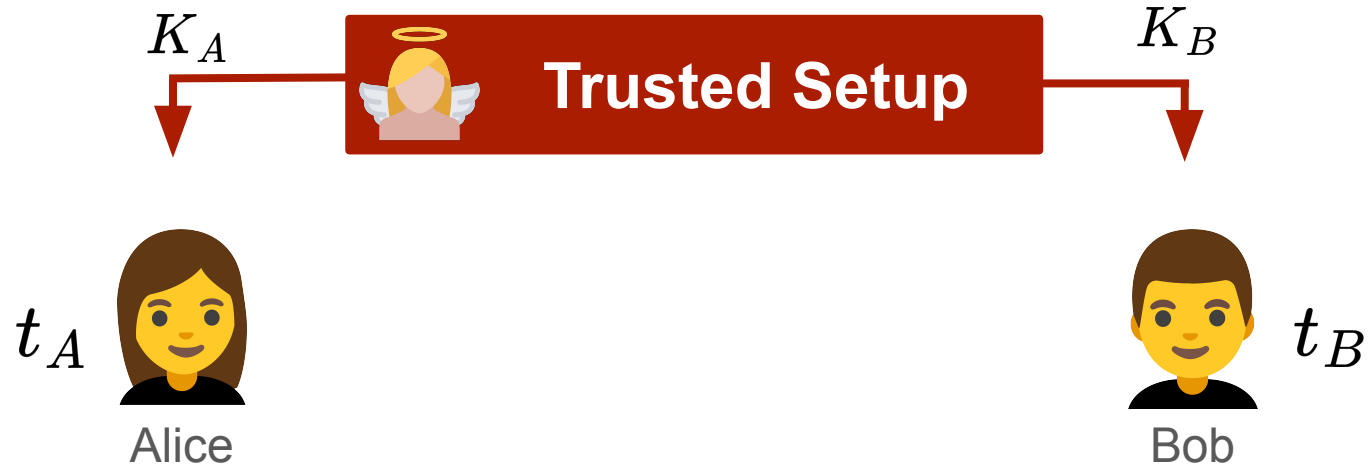 K_A
Trusted Setup
K_B
t_A
t_B
Alice
Bob